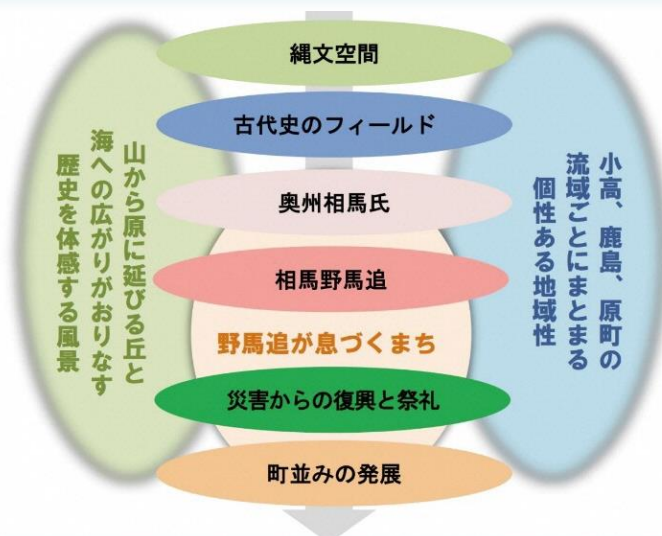 縄文空間
古代史のフィールド
奥州相馬氏
相馬野馬追
野馬追が息づくまち
災害からの復興と祭礼
町並みの発展
山から原に延びる丘と
海への広がりがおりなす
歴史を体感する風景
小高、鹿島、原町の
流域ごとにまとまる
個性ある地域性